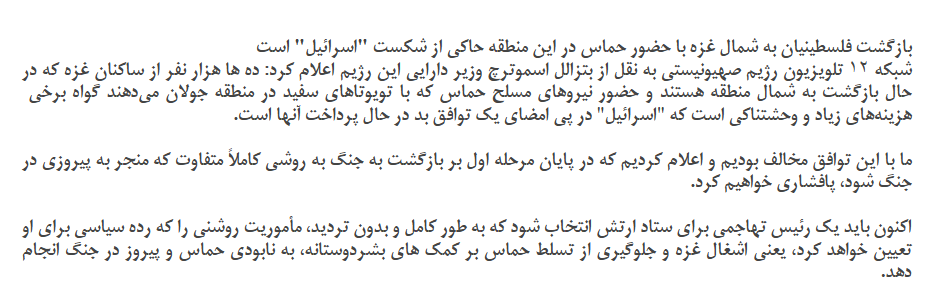 بازگشت فلسطینیان به شمال غزه با حضور حماس در این منطقه حاکی از شکست "اسرائیل" است
شبکه ۱۲ تلویزیون رژیم صهیونیستی به نقل از بتزالل اسموترچ وزیر دارایی این رژیم اعلام کرد: ده ها هزار نفر از ساکنان غزه که در
حال بازگشت به شمال منطقه هستند و حضور نیروهای مسلح حماس که با تویوتاهای سفید در منطقه جولان می‌دهند گواه برخی
هزینه‌های زیاد و وحشتناکی است که "اسرائیل" در پی امضای یک توافق بد در حال پرداخت آنها است.
ما با این توافق مخالف بودیم و اعلام کردیم که در پایان مرحله اول بر بازگشت به جنگ به روشی کاملاً متفاوت که منجر به پیروزی در
جنگ شود، پافشاری خواهیم کرد.
اکنون باید یک رئیس تهاجمی برای ستاد ارتش انتخاب شود که به طور کامل و بدون تردید، مأموریت روشنی را که رده سیاسی برای او
تعیین خواهد کرد، یعنی اشغال غزه و جلوگیری از تسلط حماس بر کمک های بشردوستانه، به نابودی حماس و پیروز در جنگ انجام
دهد.